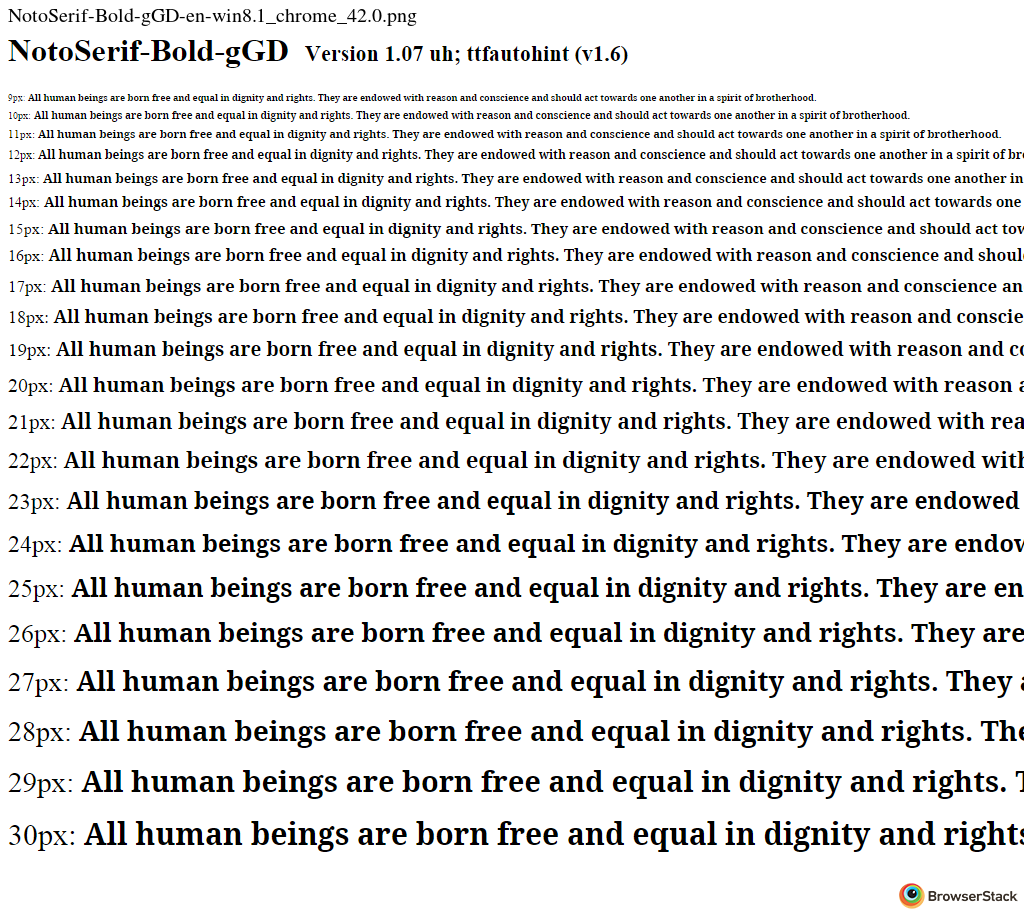 NotoSerif-Bold-gGD-en-win8.1_chrome_42.0.png
NotoSerif-Bold-gGD Version 1.07 uh; ttfautohint (v1.6)
9px: All human beings are born free and equal in dignity and rights. They are endowed with reason and conscience and should act towards one another in a spirit of brotherhood.
10px: All human beings are born free and equal in dignity and rights. They are endowed with reason and conscience and should act towards one another in a spirit of brotherhood.
11px: All human beings are born free and equal in dignity and rights. They are endowed with reason and conscience and should act towards one another in a spirit of brotherhood.
12px: All human beings are born free and equal in dignity and rights. They are endowed with reason and conscience and should act towards one another in a spirit of br
13px: All human beings are born free and equal in dignity and rights. They are endowed with reason and conscience and should act towards one another in
14px: All human beings are born free and equal in dignity and rights. They are endowed with reason and conscience and should act towards one
15px: All human beings are born free and equal in dignity and rights. They are endowed with reason and conscience and should act tow
16px: All human beings are born free and equal in dignity and rights. They are endowed with reason and conscience and shoul
17px: All human beings are born free and equal in dignity and rights. They are endowed with reason and conscience an
18px: All human beings are born free and equal in dignity and rights. They are endowed with reason and conscie
19px: All human beings are born free and equal in dignity and rights. They are endowed with reason and co
20px: All human beings are born free and equal in dignity and rights. They are endowed with reason a
21px: All human beings are born free and equal in dignity and rights. They are endowed with rea
22px: All human beings are born free and equal in dignity and rights. They are endowed with
23px: All human beings are born free and equal in dignity and rights. They are endowed
24px: All human beings are born free and equal in dignity and rights. They are endow
25px: All human beings are born free and equal in dignity and rights. They are en
26px: All human beings are born free and equal in dignity and rights. They are
27px: All human beings are born free and equal in dignity and rights. They a
28px: All human beings are born free and equal in dignity and rights. The
29px: All human beings are born free and equal in dignity and rights. T
30px: All human beings are born free and equal in dignity and rights
BrowserStack